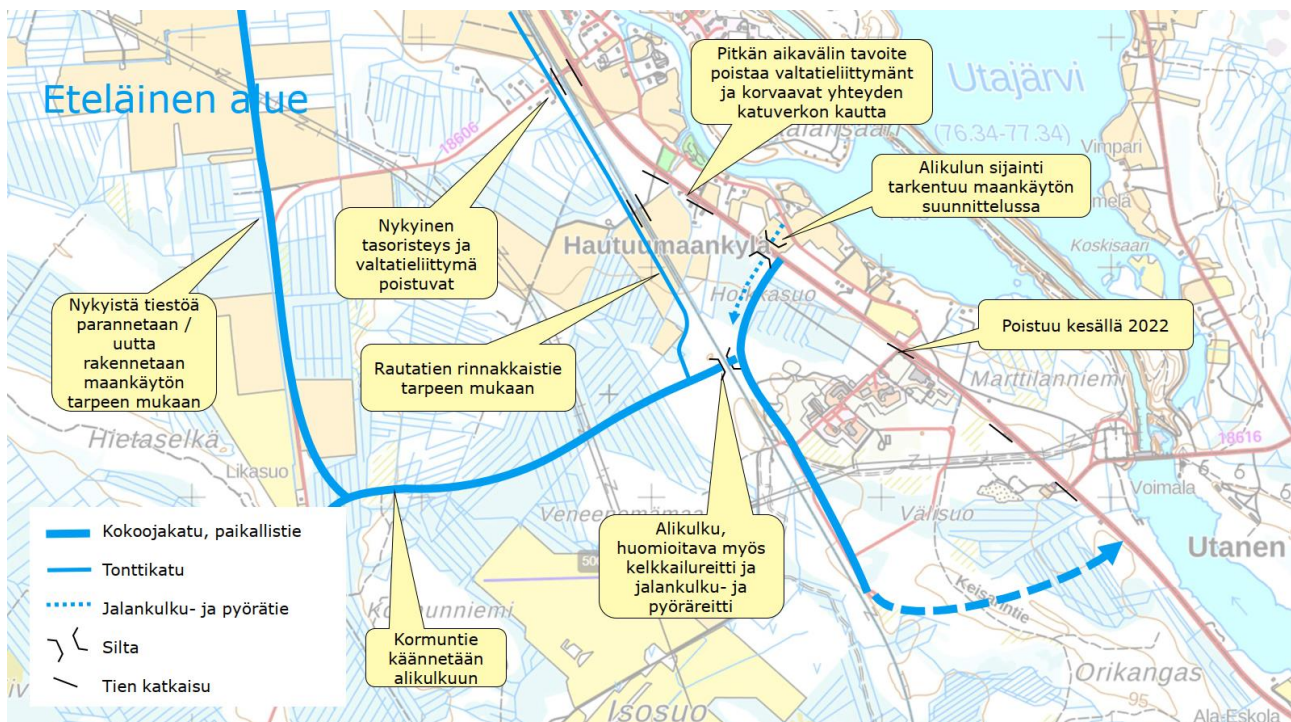 Eteläinen alue
Pitkän aikavälin tavoite
poistaa valtatieliittymänt
ja korvaavat yhteyden
katuverkon kautta
Utajärvi
(76.34-77.34)
Vimpari
18606
Alikulun sijainti
tarkentuu maankäytön
suunnittelussa
Koskisaari
Nykyinen
tasoristeys ja
valtatieliittymä
poistuvat
Hautuumaankylä
Nykyistä tiestöä
parannetaan /
uutta
rakennetaan
maankäytön
tarpeen mukaan
Rautatien rinnakkaistie
tarpeen mukaan
Poistuu kesällä 2022
Marttilanniemi
Hietaselkä
Likasuo
18616
Voimala
Välisuo
Utanen
Alikulku,
huomioitava myös
kelkkailureitti ja
jalankulku- ja
pyöräreitti
Keisarintie
Kormuntie
käännetään
alikulkuun
Orikangas
95
Isosuo
Ala-Eskola
Kokoojakatu, paikallistie
Tonttikatu
Jalankulku- ja pyörätie
Silta
Tien katkaisu